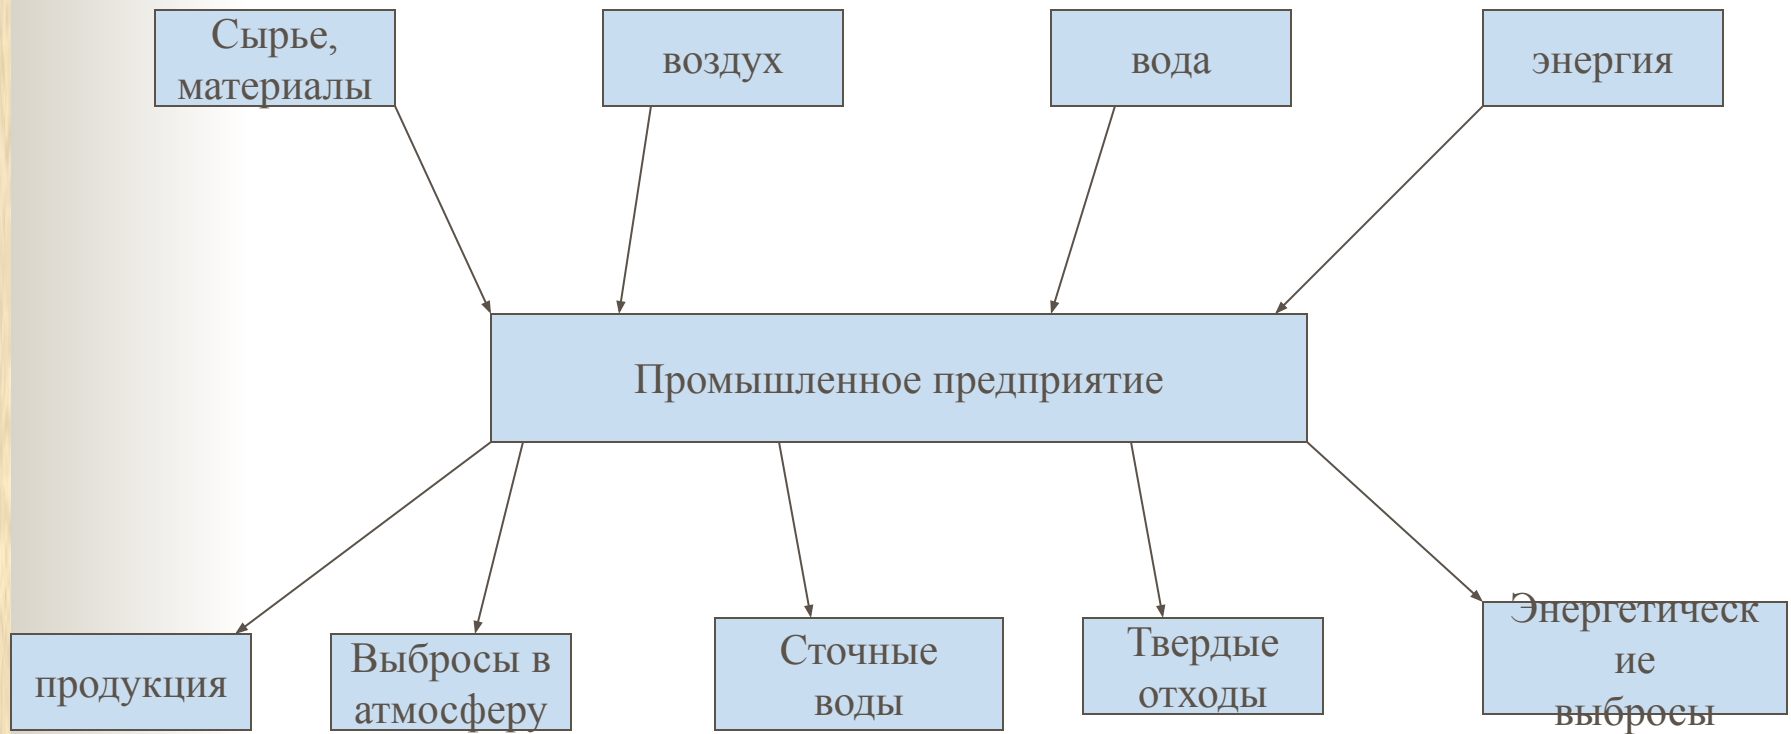 Сырье,
материалы
воздух
вода
энергия
Промышленное предприятие
продукция
Выбросы в
атмосферу
Сточные
воды
Твердые
отходы
Энергетическ
ие
выбросы